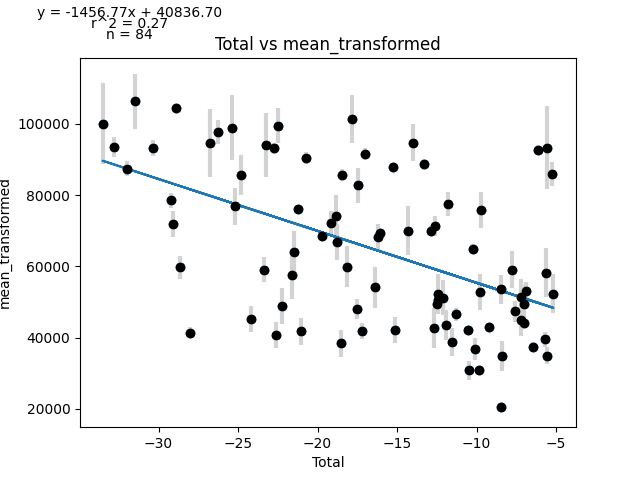 y = -1456.77x + 40836.70
r^2 = 0.27
n = 84
Total vs mean_transformed
mean_transformed
100000
80000
60000
40000
20000
−30
−25
−20
−15
−10
−5
Total